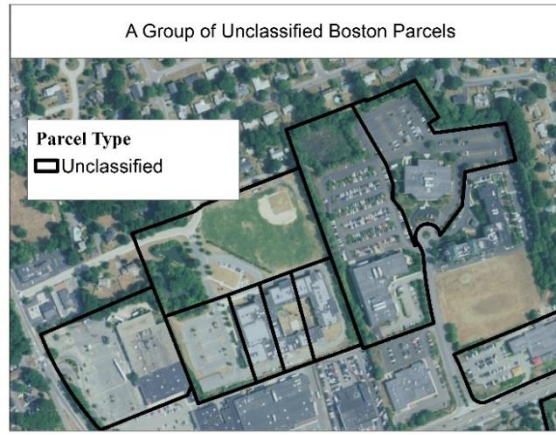 A Group of Unclassified Boston Parcels
Parcel Type
Unclassified